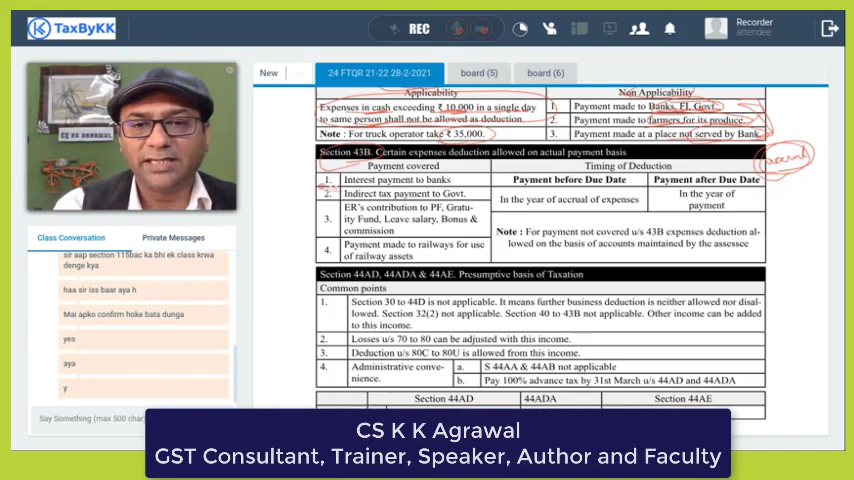 TaxByKK
REC
Recorder
attendee
New
24 FTQR 21-22 28-2-2021
board (5)
board (6)
Applicability
Non Applicability
Expenses in cash exceeding ₹ 10,000 in a single day
to same person shall not be allowed as deduction.
Note : For truck operator take ₹ 35,000.
1. Payment made to Banks, FI, Govt.
2. Payment made to farmers for its produce.
3. Payment made at a place not served by Bank.
Section 43B. Certain expenses deduction allowed on actual payment basis
Payment covered
Timing of Deduction
1. Interest payment to banks
2. Indirect tax payment to Govt.
3. ER's contribution to PF, Gratu-
ity Fund, Leave salary, Bonus &
commission
4. Payment made to railways for use
of railway assets
Payment before Due Date
Payment after Due Date
In the year of accrual of expenses
In the year of
payment
Note : For payment not covered u/s 43B expenses deduction al-
lowed on the basis of accounts maintained by the assessee
Section 44AD, 44ADA & 44AE. Presumptive basis of Taxation
Common points
1. Section 30 to 44D is not applicable. It means further business deduction is neither allowed nor disal-
lowed. Section 32(2) not applicable. Section 40 to 43B not applicable. Other income can be added
to this income.
2. Losses u/s 70 to 80 can be adjusted with this income.
3. Deduction u/s 80C to 80U is allowed from this income.
4. Administrative conve-
nience.
a. S 44AA & 44AB not applicable
b. Pay 100% advance tax by 31st March u/s 44AD and 44ADA
Section 44AD
44ADA
Section 44AE
Class Conversation
Private Messages
sir aap section 115bac ka bhi ek class krwa
denge kya
haa sir iss baar aya h
Mai apko confirm hoke bata dunga
yes
aya
y
Say Something (max 500 char
CS K K Agrawal
GST Consultant, Trainer, Speaker, Author and Faculty